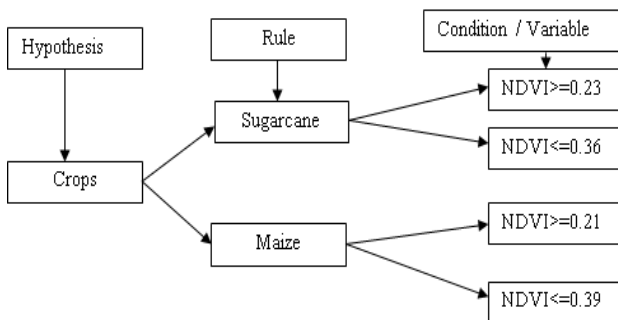 Hypothesis
Rule
Condition / Variable
NDVI>=0.23
Sugarcane
NDVI<=0.36
Crops
NDVI>=0.21
Maize
NDVI<=0.39